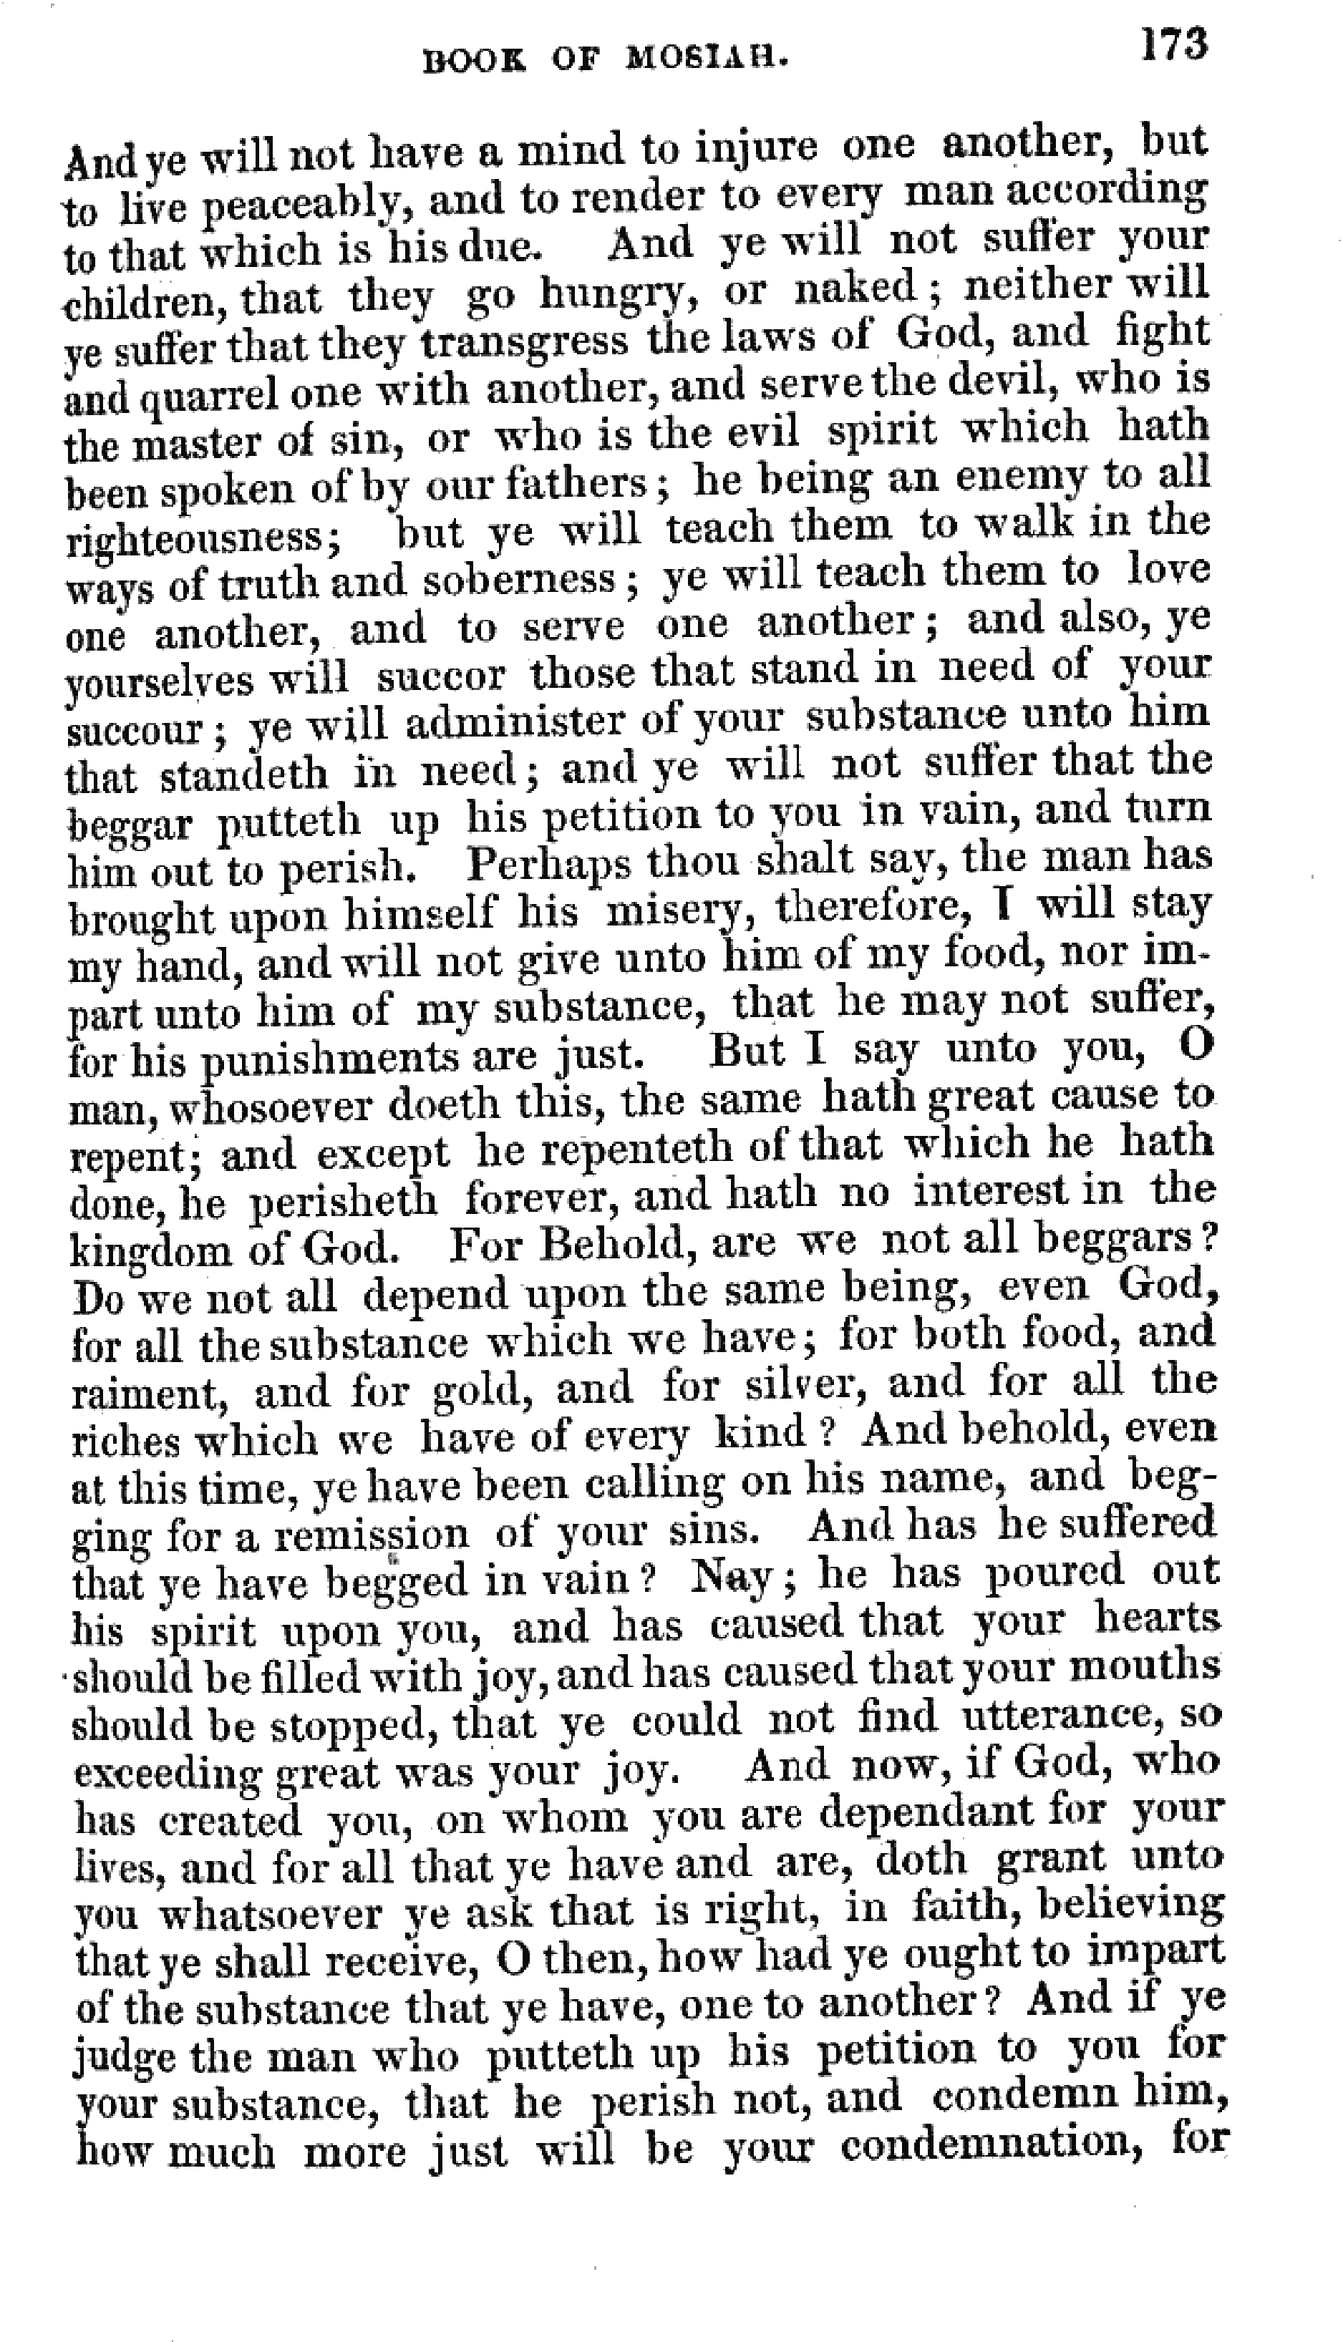 BOOK OF MOSIAH. 173
And ye will not have a mind to injure one another, but
to live peaceably, and to render to every man according
to that which is his due. And ye will not suffer your
children, that they go hungry, or naked; neither will
ye suffer that they transgress the laws of God, and fight
and quarrel one with another, and serve the devil, who is
the master of sin, or who is the evil spirit which hath
been spoken of by our fathers; he being an enemy to all
righteousness; but ye will teach them to walk in the
ways of truth and soberness; ye will teach them to love
one another, and to serve one another; and also, ye
yourselves will succor those that stand in need of your
succour; ye will administer of your substance unto him
that standeth in need; and ye will not suffer that the
beggar putteth up his petition to you in vain, and turn
him out to perish. Perhaps thou shalt say, the man has
brought upon himself his misery, therefore, I will stay
my hand, and will not give unto him of my food, nor im-
part unto him of my substance, that he may not suffer,
for his punishments are just. But I say unto you, O
man, whosoever doeth this, the same hath great cause to
repent; and except he repenteth of that which he hath
done, he perisheth forever, and hath no interest in the
kingdom of God. For Behold, are we not all beggars?
Do we not all depend upon the same being, even God,
for all the substance which we have; for both food, and
raiment, and for gold, and for silver, and for all the
riches which we have of every kind? And behold, even
at this time, ye have been calling on his name, and beg-
ging for a remission of your sins. And has he suffered
that ye have begged in vain? Nay; he has poured out
his spirit upon you, and has caused that your hearts
should be filled with joy, and has caused that your mouths
should be stopped, that ye could not find utterance, so
exceeding great was your joy. And now, if God, who
has created you, on whom you are dependant for your
lives, and for all that ye have and are, doth grant unto
you whatsoever ye ask that is right, in faith, believing
that ye shall receive, O then, how had ye ought to impart
of the substance that ye have, one to another? And if ye
judge the man who putteth up his petition to you for
your substance, that he perish not, and condemn him,
how much more just will be your condemnation, for